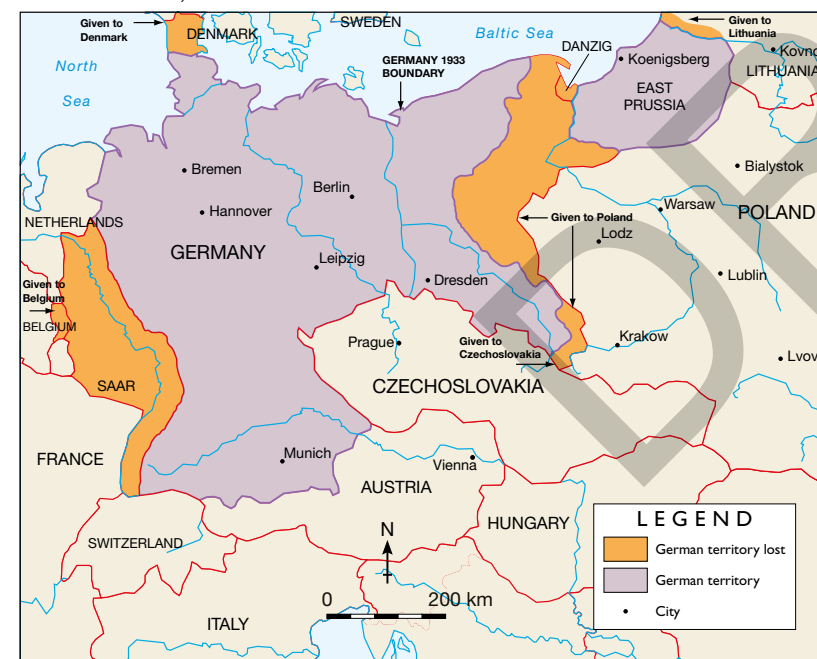 Given to
Denmark
DENMARK
SWEDEN
Baltic Sea
Given to
Lithuania
North
Sea
GERMANY 1933
BOUNDARY
DANZIG
Koenigsberg
Kovno
LITHUANIA
EAST
PRUSSIA
Bremen
Berlin
Hannover
Bialystok
NETHERLANDS
Given to Poland
Warsaw
POLAND
Lodz
GERMANY
Leipzig
Dresden
Lublin
Given to
Belgium
BELGIUM
Prague
Given to
Czechoslovakia
Krakow
Lvov
SAAR
CZECHOSLOVAKIA
FRANCE
Munich
Vienna
AUSTRIA
HUNGARY
SWITZERLAND
N
0 200 km
ITALY
LEGEND
German territory lost
German territory
City